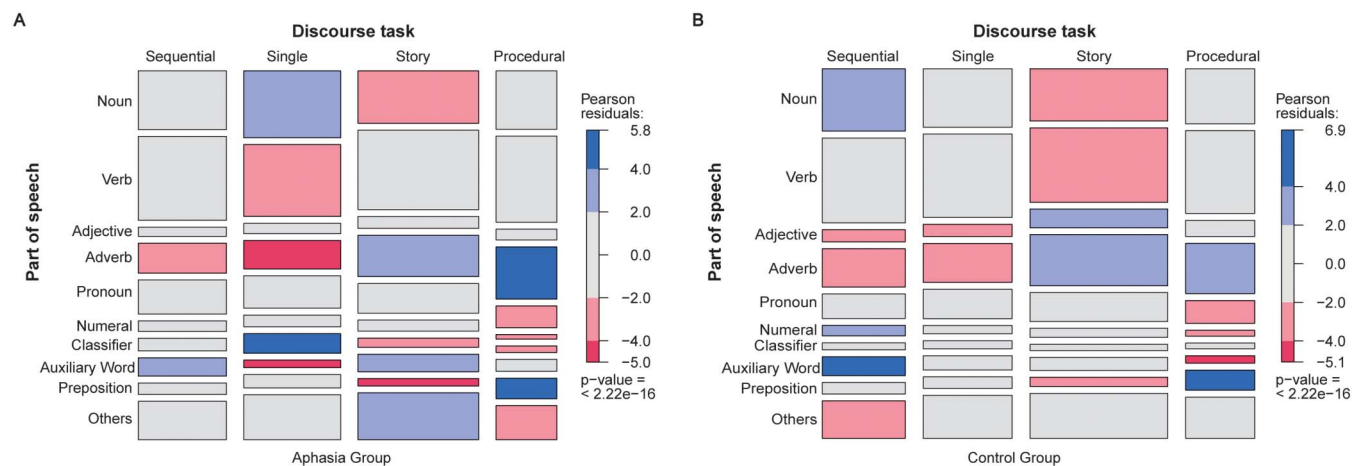 A
Discourse task
Sequential Single Story Procedural
Part of speech
Noun
Verb
Adjective
Adverb
Pronoun
Numeral
Classifier
Auxiliary Word
Preposition
Others
Pearson
residuals:
5.8
4.0
2.0
0.0
−2.0
−4.0
−5.0
p−value =
< 2.22e−16
Aphasia Group
B
Discourse task
Sequential Single Story Procedural
Part of speech
Noun
Verb
Adjective
Adverb
Pronoun
Numeral
Classifier
Auxiliary Word
Preposition
Others
Pearson
residuals:
6.9
4.0
2.0
0.0
−2.0
−4.0
−5.1
p−value =
< 2.22e−16
Control Group